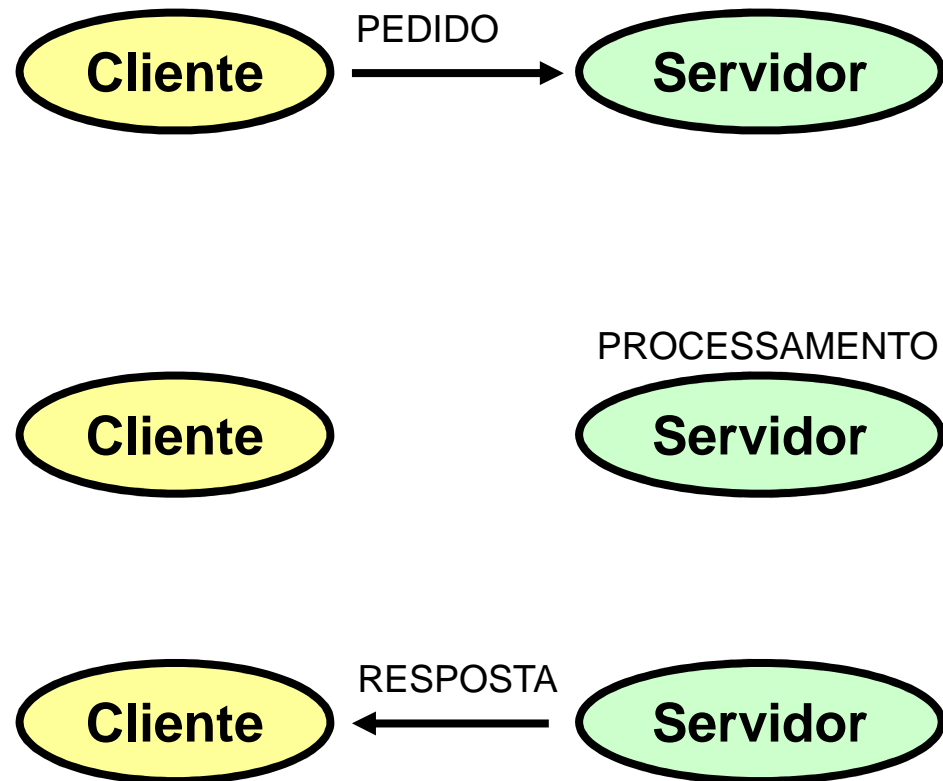 PEDIDO
Cliente
Servidor
PROCESSAMENTO
Cliente
Servidor
RESPOSTA
Cliente
Servidor